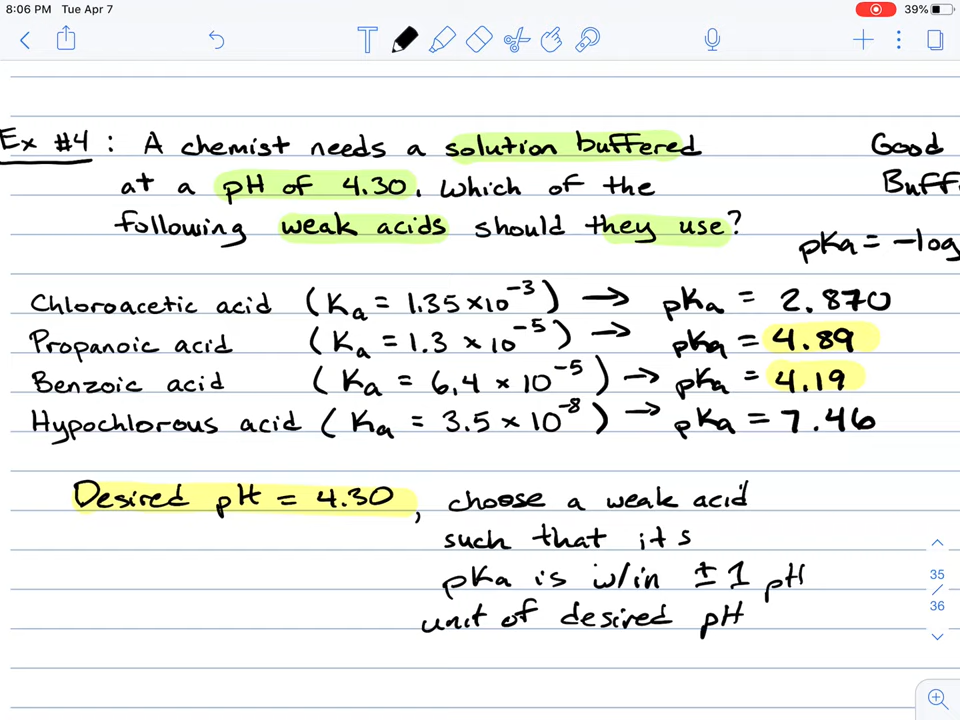 8:06 PM Tue Apr 7
39%
Ex #4 : A chemist needs a solution buffered
at a pH of 4.30. Which of the
following weak acids should they use?
Good
Buff
pKa = -log
Chloroacetic acid (Ka = 1.35 x10^-3) → pKa = 2.870
Propanoic acid (Ka = 1.3 x 10^-5) → pKa = 4.89
Benzoic acid (Ka = 6.4 x 10^-5) → pKa = 4.19
Hypochlorous acid (Ka = 3.5 x 10^-8) → pKa = 7.46
Desired pH = 4.30, choose a weak acid
such that its
pKa is w/in ± 1 pH
unit of desired pH
35
/
36